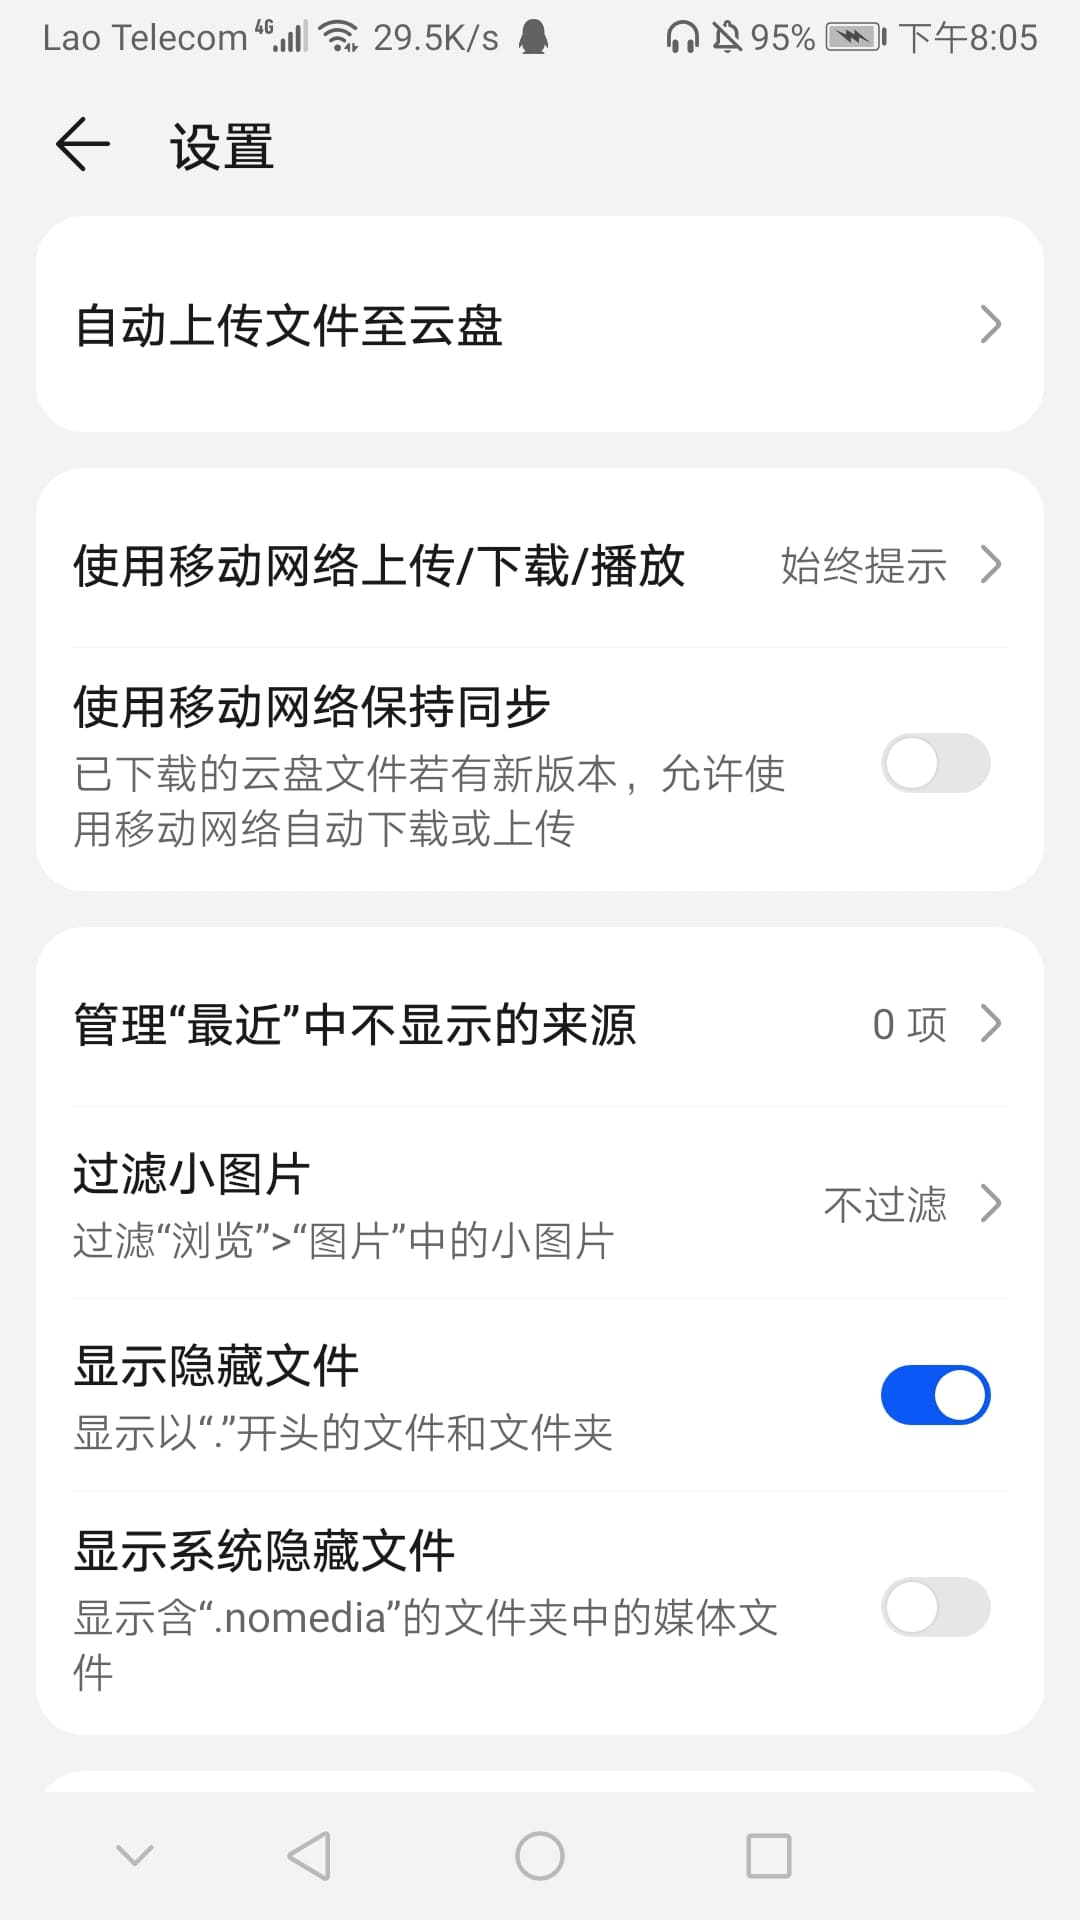 Lao Telecom 4G 29.5K/s 95% 下午8:05
设置
自动上传文件至云盘
使用移动网络上传/下载/播放 始终提示
使用移动网络保持同步
已下载的云盘文件若有新版本，允许使
用移动网络自动下载或上传
管理“最近”中不显示的来源 0 项
过滤小图片
过滤“浏览”>“图片”中的小图片 不过滤
显示隐藏文件
显示以“.”开头的文件和文件夹
显示系统隐藏文件
显示含“.nomedia”的文件夹中的媒体文
件